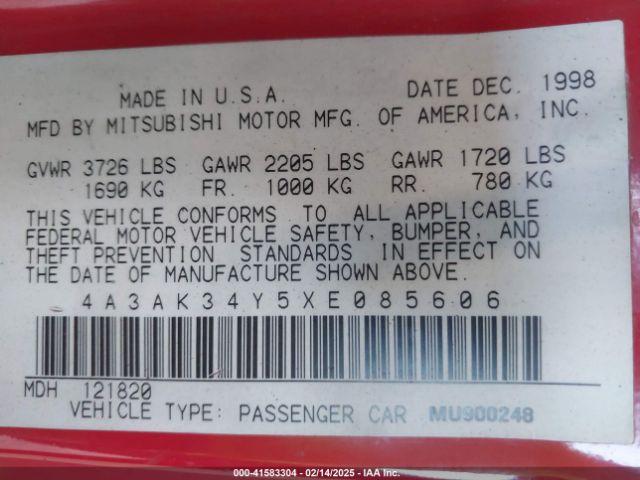 MADE IN U.S.A. DATE DEC. 1998
MFD BY MITSUBISHI MOTOR MFG. OF AMERICA, INC.
GVWR 3726 LBS GAWR 2205 LBS GAWR 1720 LBS
1690 KG FR. 1000 KG RR. 780 KG
THIS VEHICLE CONFORMS TO ALL APPLICABLE
FEDERAL MOTOR VEHICLE SAFETY, BUMPER, AND
THEFT PREVENTION STANDARDS IN EFFECT ON
THE DATE OF MANUFACTURE SHOWN ABOVE.
4A3AK34Y5XE085606
MDH 121820
VEHICLE TYPE: PASSENGER CAR MU900248
000-41583304 - 02/14/2025 - IAA Inc.